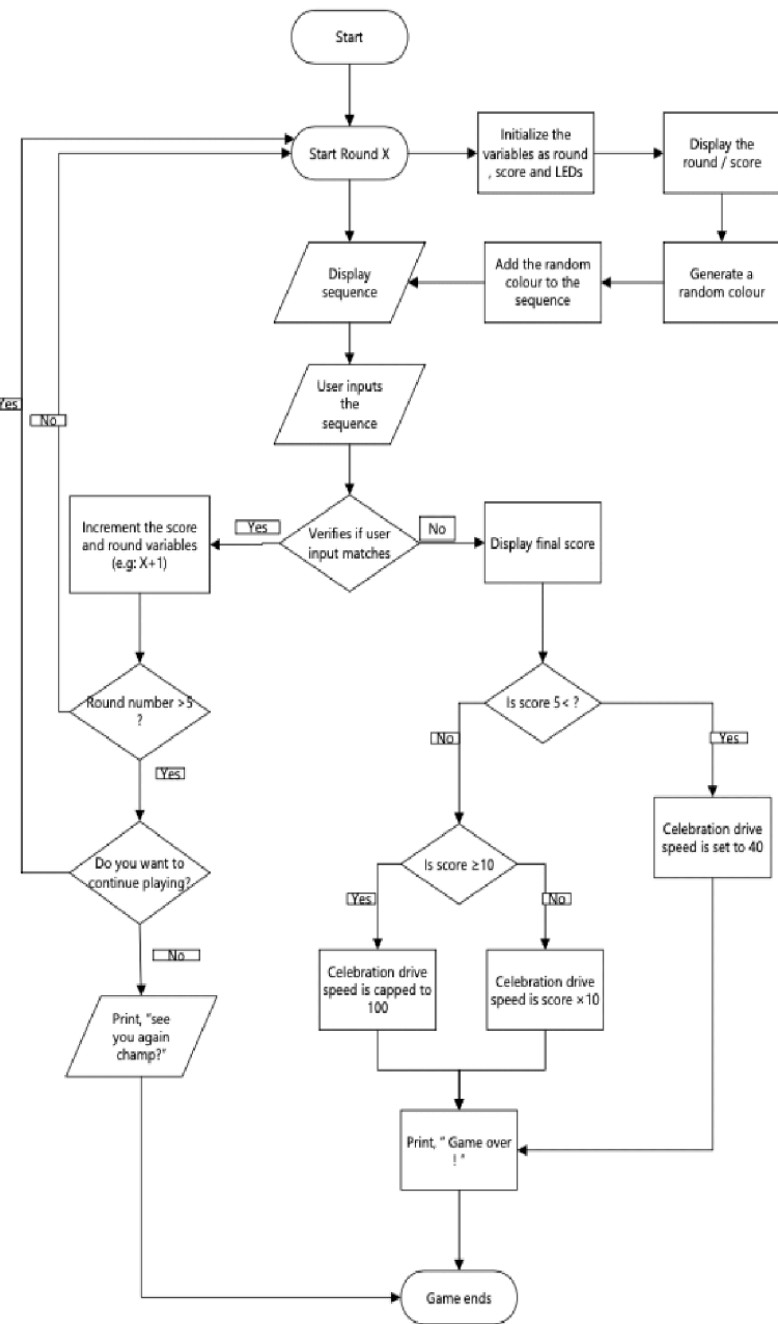 Start
Start Round X
Initialize the
variables as round
, score and LEDs
Display the
round / score
Display
sequence
Add the random
colour to the
sequence
Generate a
random colour
User inputs
the
sequence
Yes
No
Increment the score
and round variables
(e.g: X+1)
Yes
Verifies if user
input matches
No
Display final score
Round number >5
?
Is score 5< ?
No
Yes
Yes
Do you want to
continue playing?
Is score ≥10
Celebration drive
speed is set to 40
Yes
No
No
Celebration drive
speed is capped to
100
Celebration drive
speed is score ×10
Print, "see
you again
champ?"
Print, " Game over
! "
Game ends